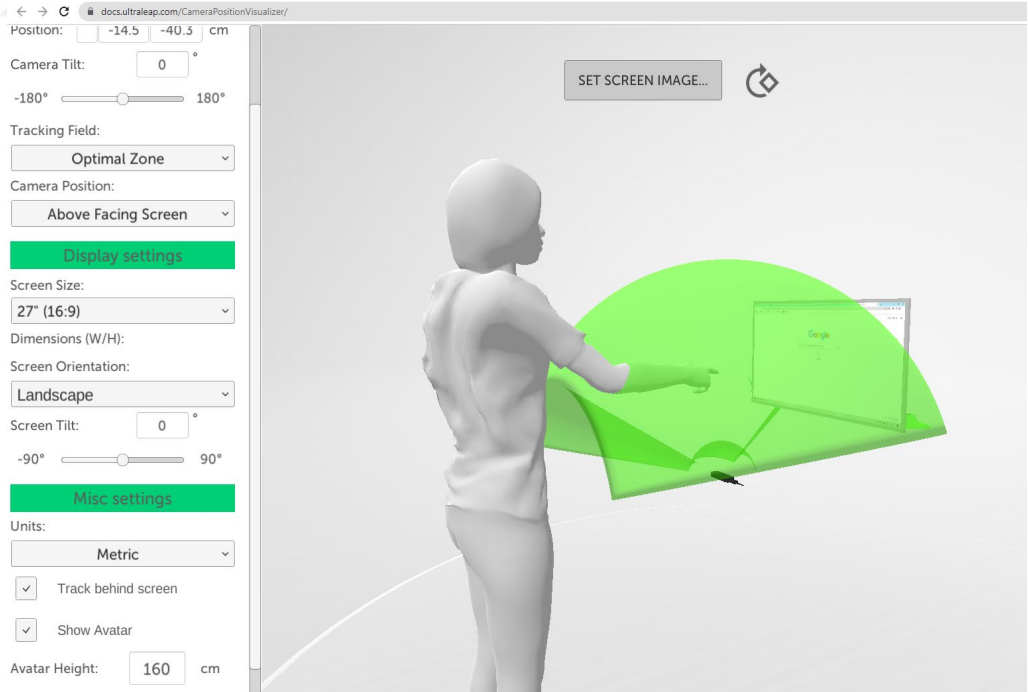 docs.ultraleap.com/CameraPositionVisualizer/
Position: -14.5 -40.3 cm
Camera Tilt: 0 °
-180° 180°
Tracking Field:
Optimal Zone
Camera Position:
Above Facing Screen
Display settings
Screen Size:
27" (16:9)
Dimensions (W/H):
Screen Orientation:
Landscape
Screen Tilt: 0 °
-90° 90°
Misc settings
Units:
Metric
Track behind screen
Show Avatar
Avatar Height: 160 cm
SET SCREEN IMAGE...
Google